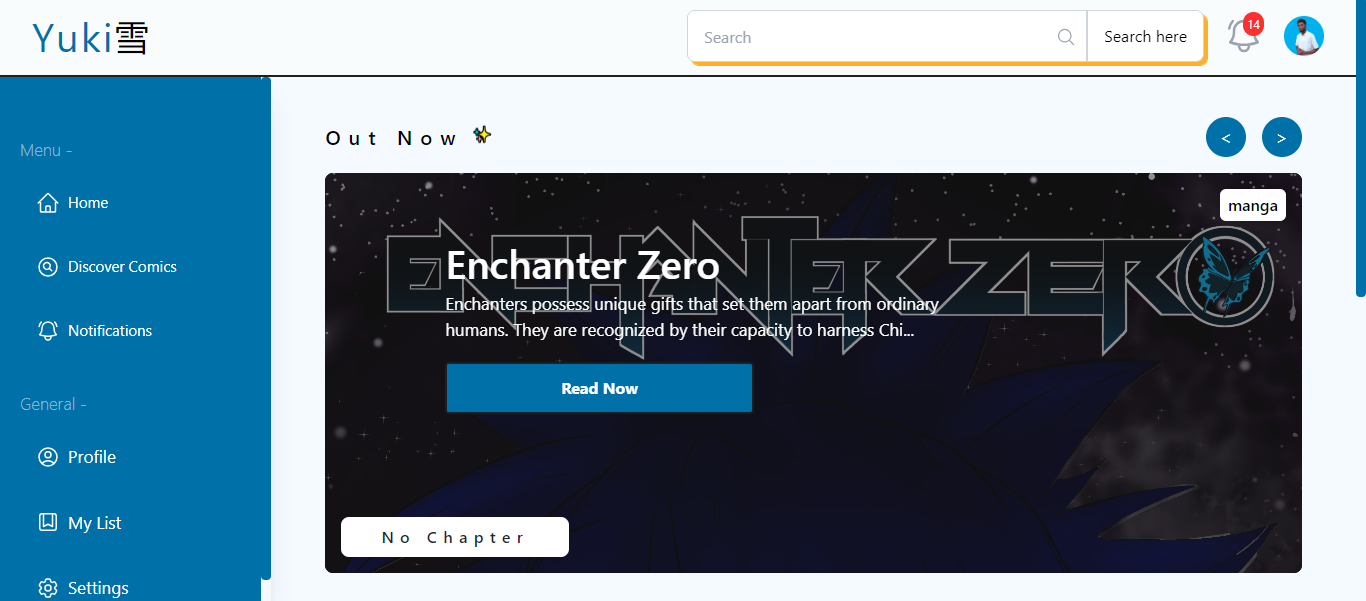 Yuki雪
Search
Search here
14
Menu -
Home
Discover Comics
Notifications
General -
Profile
My List
Settings
Out Now ✨
<
>
manga
ENCHANTER ZERO
Enchanter Zero
Enchanters possess unique gifts that set them apart from ordinary
humans. They are recognized by their capacity to harness Chi...
Read Now
No Chapter